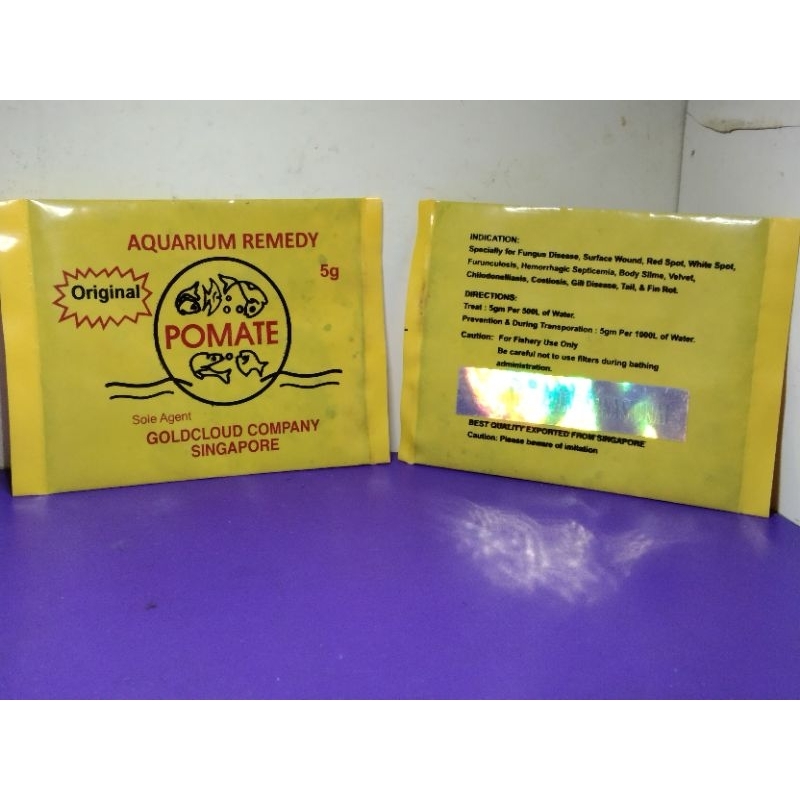 AQUARIUM REMEDY
5g
Original
POMATE
Sole Agent
GOLDCLOUD COMPANY
SINGAPORE
INDICATION:
Specially for Fungus Disease, Surface Wound, Red Spot, White Spot,
Furunculosis, Hemorrhagic Septicemia, Body Slime, Velvet,
Chilodonelliasis, Costiosis, Gill Disease, Tail, & Fin Rot.
DIRECTIONS:
Treat : 5gm Per 500L of Water.
Prevention & During Transporation : 5gm Per 1000L of Water.
Caution: For Fishery Use Only
Be careful not to use filters during bathing
administration.
BEST QUALITY EXPORTED FROM SINGAPORE
Caution: Please beware of imitation